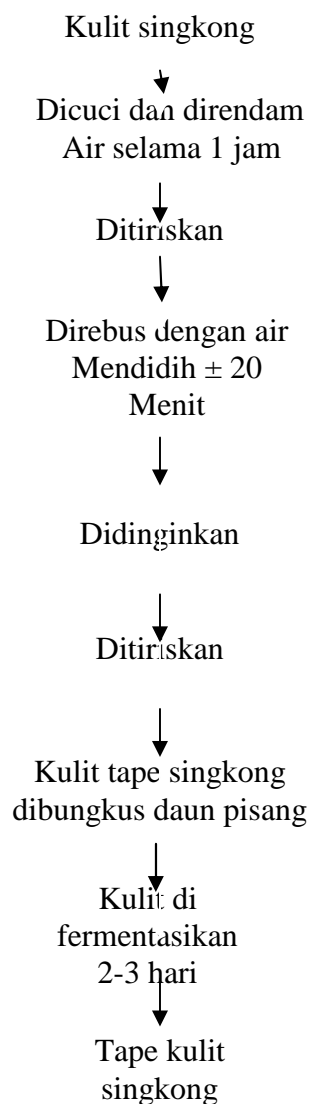 Kulit singkong
Dicuci dan direndam
Air selama 1 jam
Ditiriskan
Direbus dengan air
Mendidih ± 20
Menit
Didinginkan
Ditiriskan
Kulit tape singkong
dibungkus daun pisang
Kulit di
fermentasikan
2-3 hari
Tape kulit
singkong